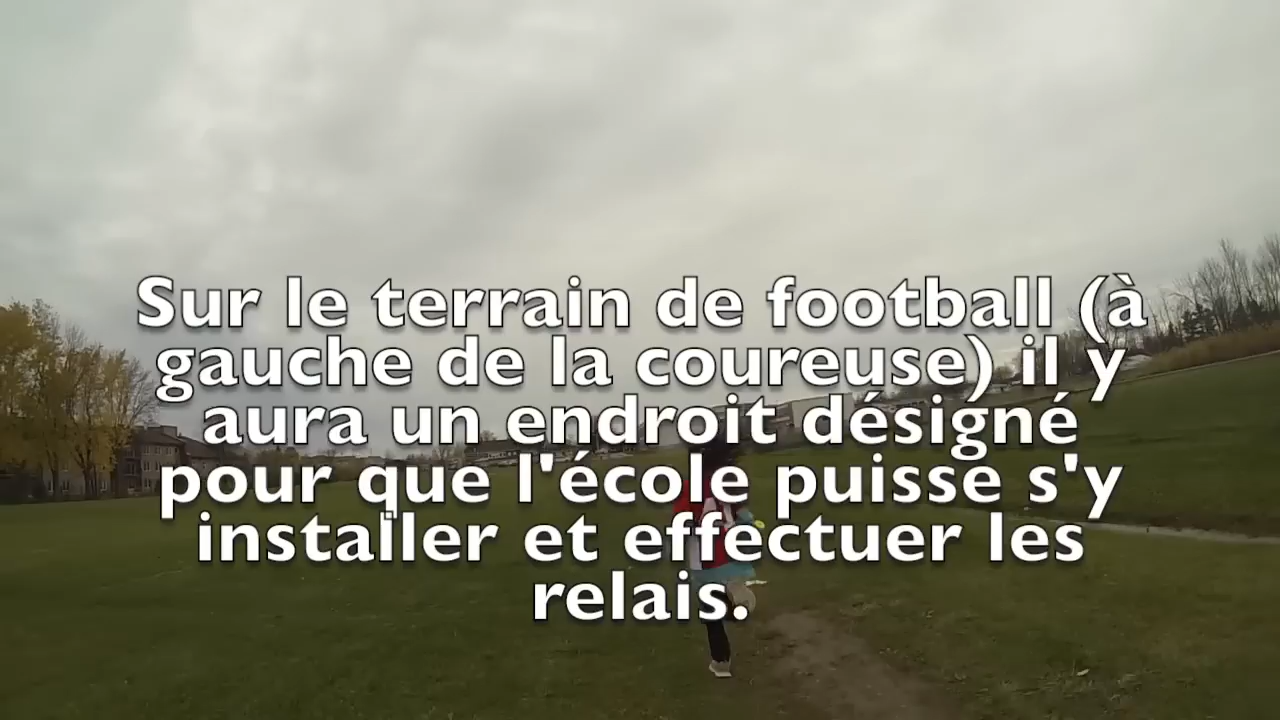 Sur le terrain de football (à
gauche de la coureuse) il y
aura un endroit désigné
pour que l'école puisse s'y
installer et effectuer les
relais.